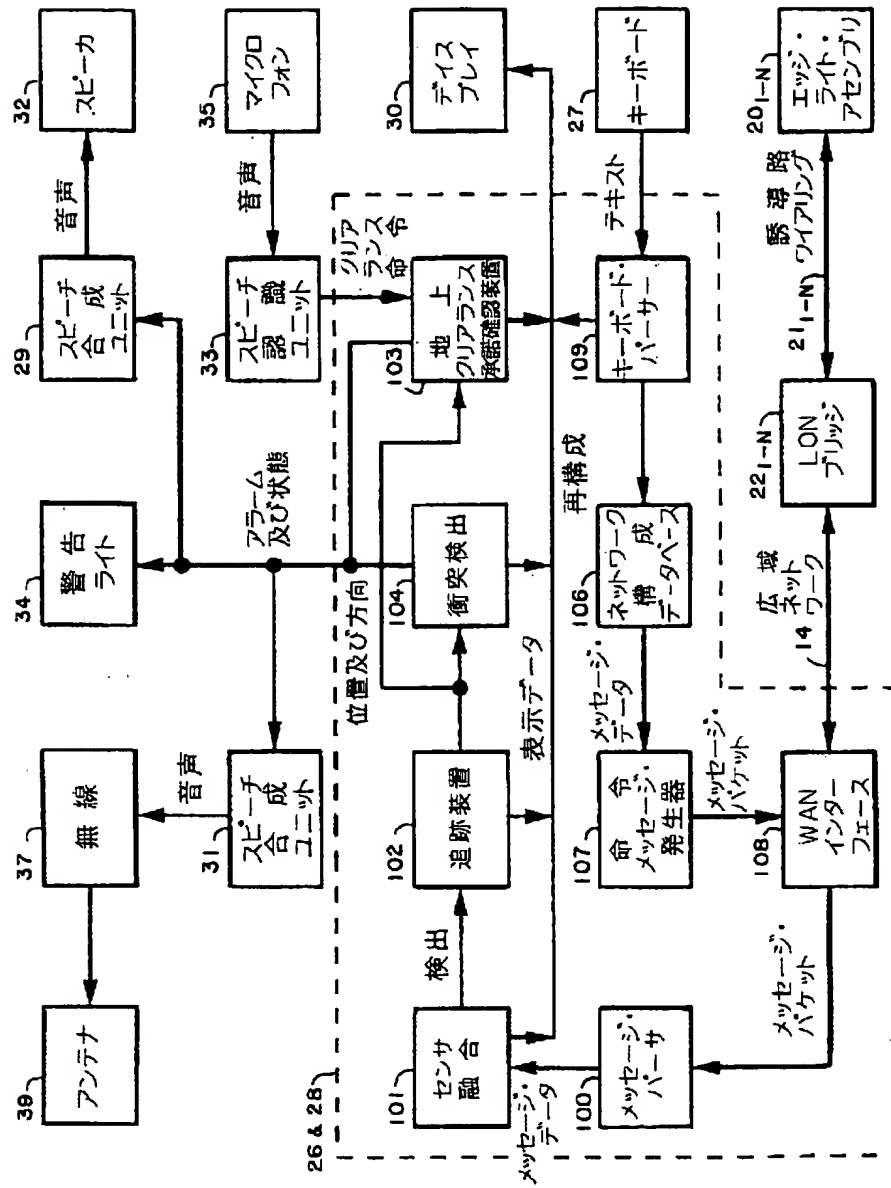 39
アンテナ
37
無線
34
警告
ライト
29
スピーチ
合成
ユニット
音声
32
スピーカ
音声
31
スピーチ
合成
ユニット
アラーム
及び状態
33
スピーチ
認識
ユニット
音声
35
マイクロ
フォン
クリア
ランス
命令
26 & 28
101
センサ
融合
検出
102
追跡装置
位置及び方向
104
衝突検出
103
地上
クリアランス
承諾確認装置
30
ディス
プレイ
表示データ
メッセージ・
データ
100
メッセージ・
パーサ
107
命令
メッセージ・
発生器
メッセージ・
データ
106
ネットワーク
構成
データベース
再構成
109
キーボード・
パーサー
テキスト
27
キーボード
メッセージ・
パケット
メッセージ・
パケット
108
WAN
インター
フェース
14
広域
ネット
ワーク
22 1-N
LON
ブリッジ
21 1-N
誘導路
ワイアリング
20 1-N
エッジ・
ライト・
アセンブリ